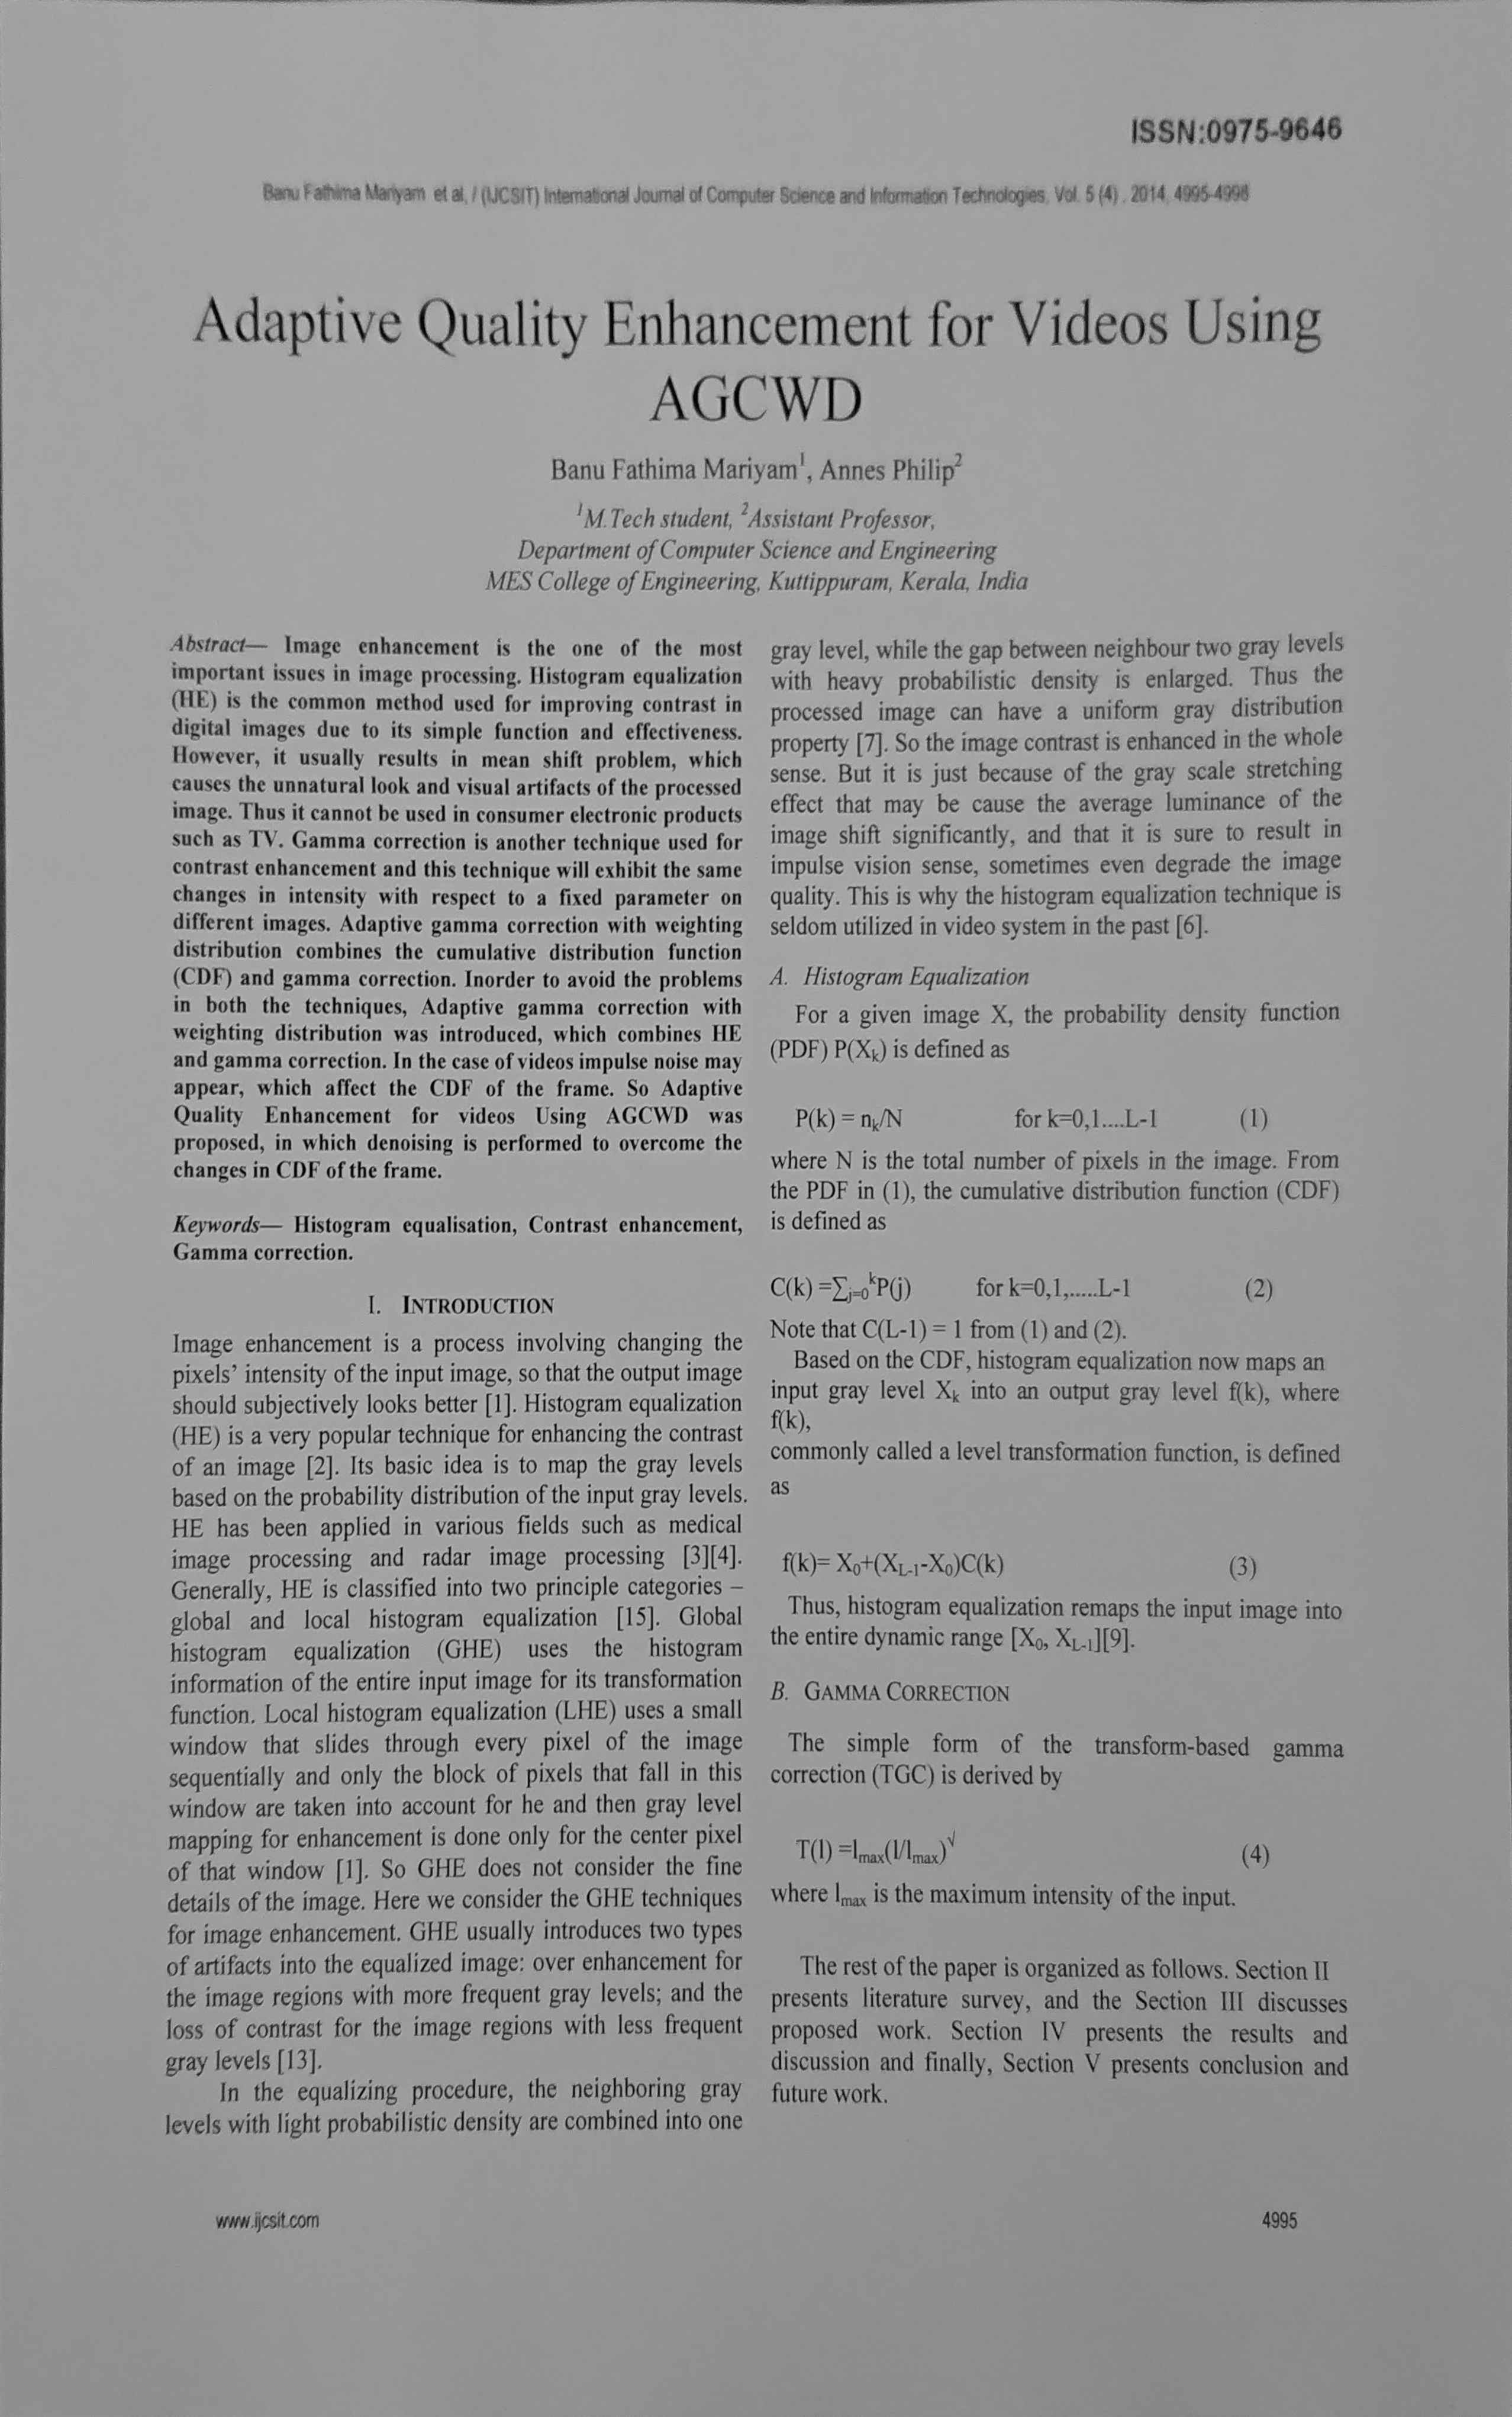 ISSN:0975-9646
Banu Fathima Mariyam et al, / (IJCSIT) International Journal of Computer Science and Information Technologies, Vol. 5 (4) , 2014, 4995-4998
Adaptive Quality Enhancement for Videos Using
AGCWD
Banu Fathima Mariyam¹, Annes Philip²
¹M.Tech student, ²Assistant Professor,
Department of Computer Science and Engineering
MES College of Engineering, Kuttippuram, Kerala, India
Abstract— Image enhancement is the one of the most
important issues in image processing. Histogram equalization
(HE) is the common method used for improving contrast in
digital images due to its simple function and effectiveness.
However, it usually results in mean shift problem, which
causes the unnatural look and visual artifacts of the processed
image. Thus it cannot be used in consumer electronic products
such as TV. Gamma correction is another technique used for
contrast enhancement and this technique will exhibit the same
changes in intensity with respect to a fixed parameter on
different images. Adaptive gamma correction with weighting
distribution combines the cumulative distribution function
(CDF) and gamma correction. Inorder to avoid the problems
in both the techniques, Adaptive gamma correction with
weighting distribution was introduced, which combines HE
and gamma correction. In the case of videos impulse noise may
appear, which affect the CDF of the frame. So Adaptive
Quality Enhancement for videos Using AGCWD was
proposed, in which denoising is performed to overcome the
changes in CDF of the frame.
Keywords— Histogram equalisation, Contrast enhancement,
Gamma correction.
I. INTRODUCTION
Image enhancement is a process involving changing the
pixels’ intensity of the input image, so that the output image
should subjectively looks better [1]. Histogram equalization
(HE) is a very popular technique for enhancing the contrast
of an image [2]. Its basic idea is to map the gray levels
based on the probability distribution of the input gray levels.
HE has been applied in various fields such as medical
image processing and radar image processing [3][4].
Generally, HE is classified into two principle categories –
global and local histogram equalization [15]. Global
histogram equalization (GHE) uses the histogram
information of the entire input image for its transformation
function. Local histogram equalization (LHE) uses a small
window that slides through every pixel of the image
sequentially and only the block of pixels that fall in this
window are taken into account for he and then gray level
mapping for enhancement is done only for the center pixel
of that window [1]. So GHE does not consider the fine
details of the image. Here we consider the GHE techniques
for image enhancement. GHE usually introduces two types
of artifacts into the equalized image: over enhancement for
the image regions with more frequent gray levels; and the
loss of contrast for the image regions with less frequent
gray levels [13].
In the equalizing procedure, the neighboring gray
levels with light probabilistic density are combined into one
gray level, while the gap between neighbour two gray levels
with heavy probabilistic density is enlarged. Thus the
processed image can have a uniform gray distribution
property [7]. So the image contrast is enhanced in the whole
sense. But it is just because of the gray scale stretching
effect that may be cause the average luminance of the
image shift significantly, and that it is sure to result in
impulse vision sense, sometimes even degrade the image
quality. This is why the histogram equalization technique is
seldom utilized in video system in the past [6].
A. Histogram Equalization
For a given image X, the probability density function
(PDF) P(Xₖ) is defined as
P(k) = nₖ/N for k=0,1....L-1 (1)
where N is the total number of pixels in the image. From
the PDF in (1), the cumulative distribution function (CDF)
is defined as
C(k) =∑ⱼ₌₀ᵏP(j) for k=0,1,.....L-1 (2)
Note that C(L-1) = 1 from (1) and (2).
Based on the CDF, histogram equalization now maps an
input gray level Xₖ into an output gray level f(k), where
f(k),
commonly called a level transformation function, is defined
as
f(k)= X₀+(X_L-1-X₀)C(k) (3)
Thus, histogram equalization remaps the input image into
the entire dynamic range [X₀, X_L-1][9].
B. GAMMA CORRECTION
The simple form of the transform-based gamma
correction (TGC) is derived by
T(l) =l_max(l/l_max)^√ (4)
where l_max is the maximum intensity of the input.
The rest of the paper is organized as follows. Section II
presents literature survey, and the Section III discusses
proposed work. Section IV presents the results and
discussion and finally, Section V presents conclusion and
future work.
www.ijcsit.com
4995